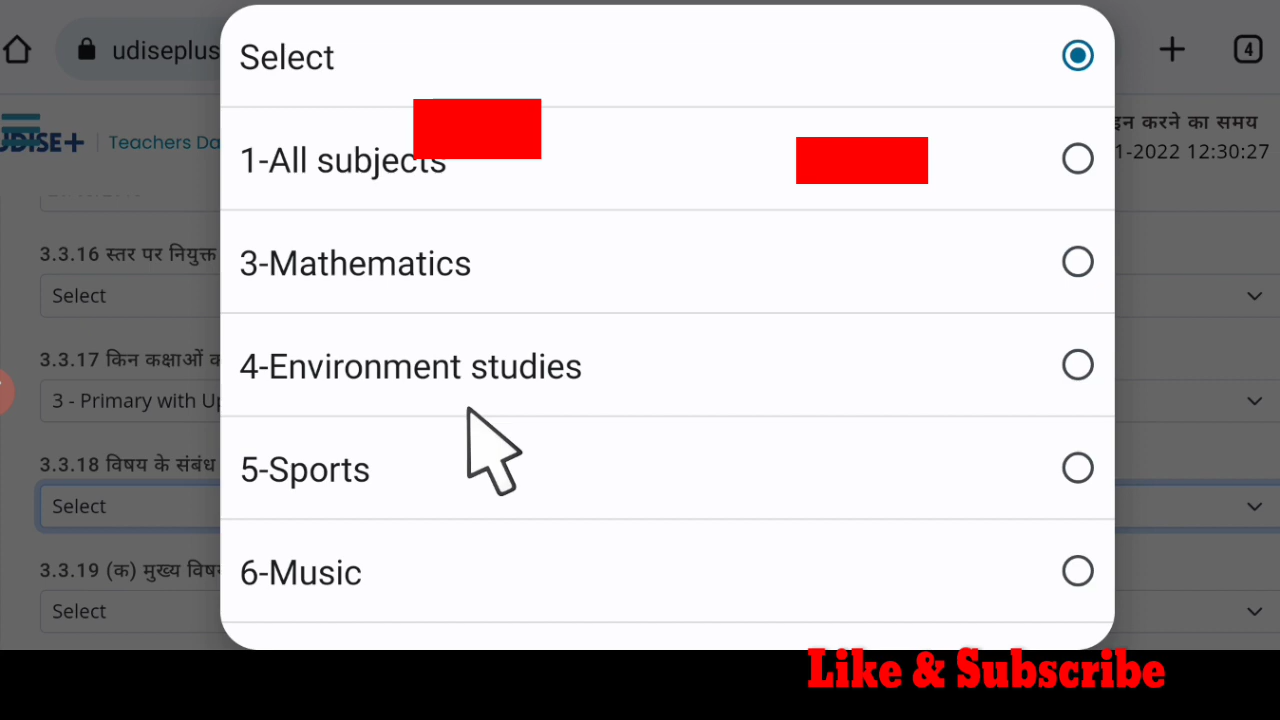 udiseplus
4
Select
UDISE+ | Teachers Da
1-All subjects
इन करने का समय
1-2022 12:30:27
3.3.16 स्तर पर नियुक्त
Select
3-Mathematics
3.3.17 किन कक्षाओं
3 - Primary with Up
4-Environment studies
3.3.18 विषय के संबंध
Select
5-Sports
3.3.19 (क) मुख्य विषय
Select
6-Music
Like & Subscribe